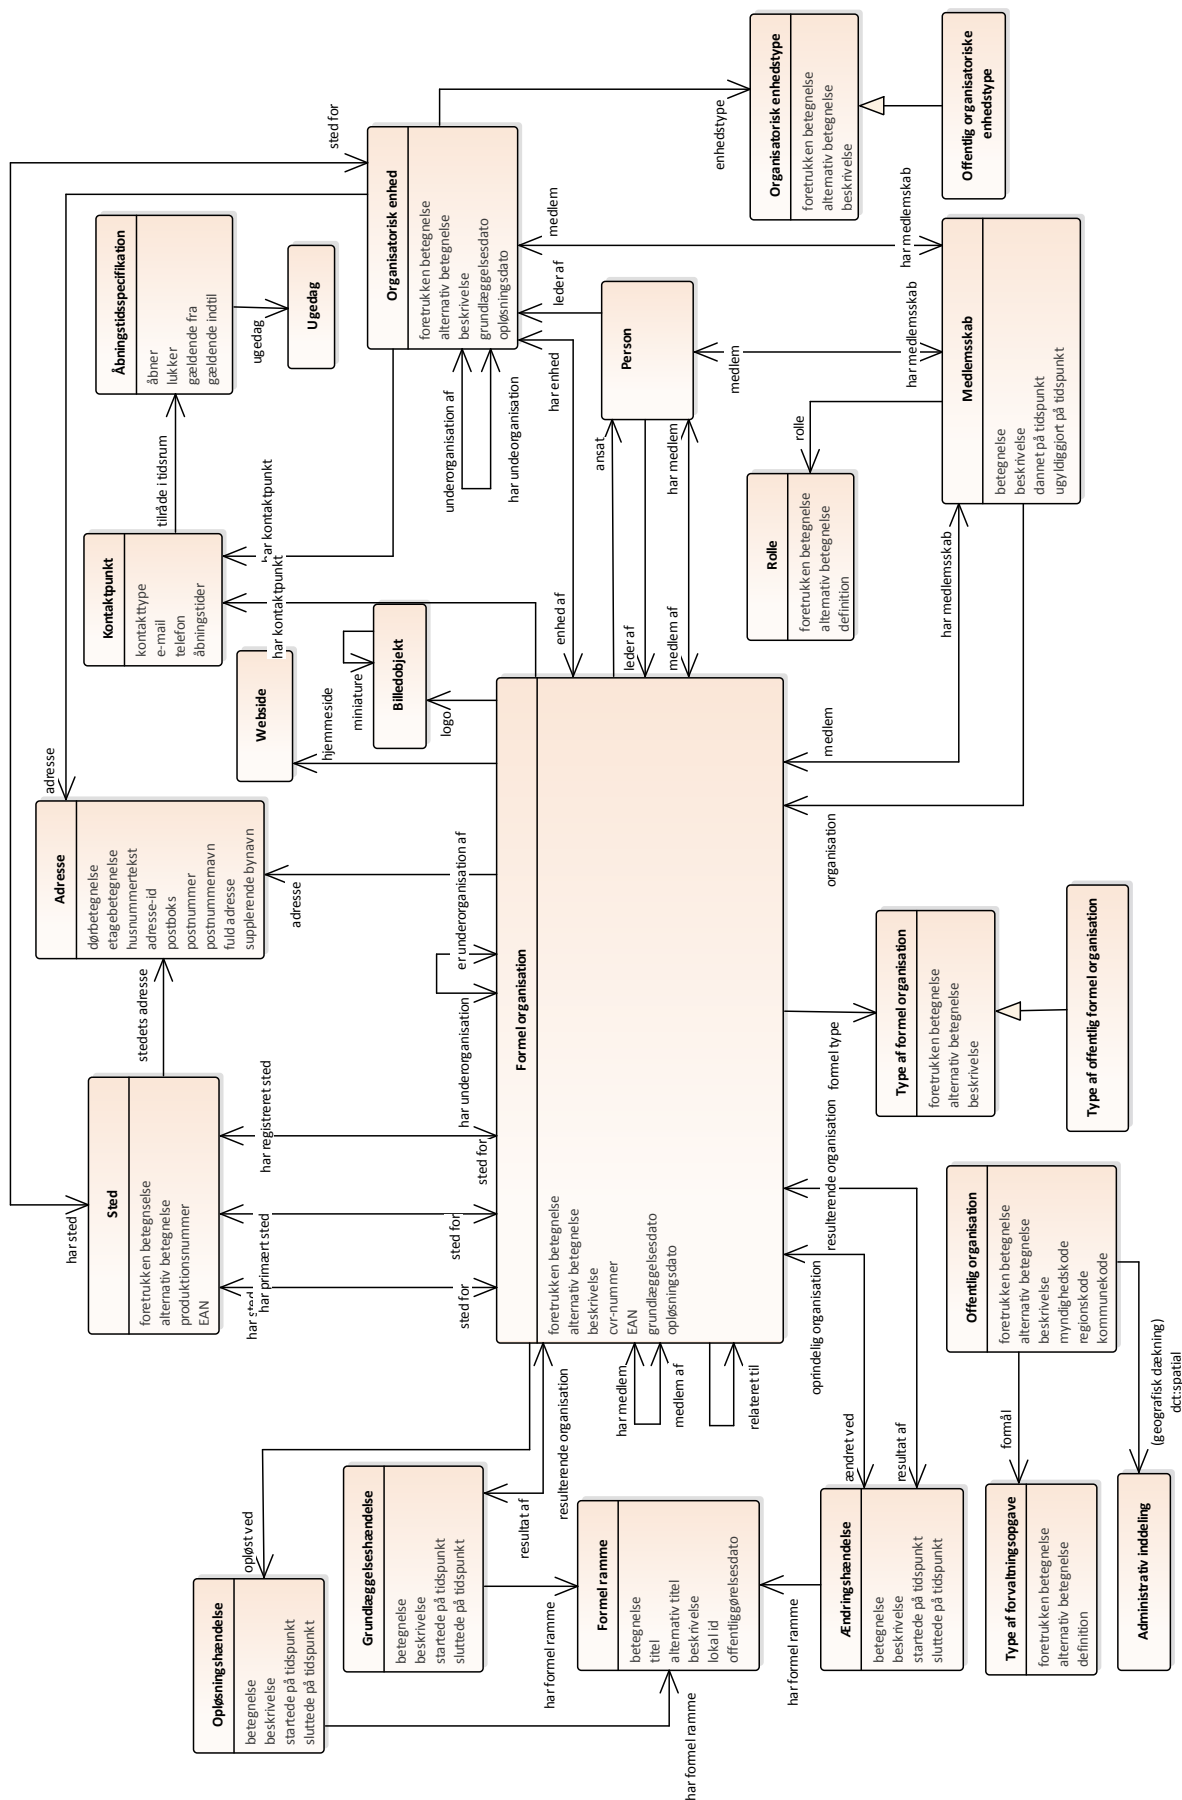 Opløsningshændelse
betegnelse
beskrivelse
startede på tidspunkt
sluttede på tidspunkt
opløst ved
har formel ramme
Grundlæggelseshændelse
betegnelse
beskrivelse
startede på tidspunkt
sluttede på tidspunkt
resultat af
resulterende organisation
har formel ramme
Formel ramme
betegnelse
titel
alternativ titel
beskrivelse
lokal id
offentliggørelsesdato
har formel ramme
Ændringshændelse
betegnelse
beskrivelse
startede på tidspunkt
sluttede på tidspunkt
ændret ved
oprindelig organisation
resultat af
resulterende organisation
Type af forvaltningsopgave
foretrukken betegnelse
alternativ betegnelse
definition
formål
Administrativ inddeling
(geografisk dækning)
dct:spatial
Offentlig organisation
foretrukken betegnelse
alternativ betegnelse
beskrivelse
myndighedskode
regionskode
kommunekode
Sted
foretrukken betegnselse
alternativ betegnelse
produktionsnummer
EAN
har sted
har sted
har primært sted
har registreret sted
sted for
sted for
sted for
stedets adresse
Formel organisation
foretrukken betegnelse
alternativ betegnelse
beskrivelse
cvr-nummer
EAN
grundlæggelsesdato
opløsningsdato
har medlem
medlem af
relateret til
har underorganisation
er underorganisation af
formel type
Type af formel organisation
foretrukken betegnelse
alternativ betegnelse
beskrivelse
Type af offentlig formel organisation
Adresse
dørbetegnelse
etagebetegnelse
husnummertekst
adresse-id
postboks
postnummer
postnummernavn
fuld adresse
supplerende bynavn
adresse
adresse
Webside
hjemmeside
Billedobjekt
miniature
logo
Kontaktpunkt
kontakttype
e-mail
telefon
åbningstider
har kontaktpunkt
har kontaktpunkt
tilråde i tidsrum
Åbningstidsspecifikation
åbner
lukker
gældende fra
gældende indtil
ugedag
Ugedag
Organisatorisk enhed
foretrukken betegnelse
alternativ betegnelse
beskrivelse
grundlæggelsesdato
opløsningsdato
sted for
underorganisation af
har undeorganisation
har enhed
enhed af
leder af
medlem
enhedstype
Person
ansat
leder af
har medlem
medlem af
medlem
har medlemsskab
har medlemskab
Rolle
foretrukken betegnelse
alternativ betegnelse
definition
rolle
Medlemsskab
betegnelse
beskrivelse
dannet på tidspunkt
ugyldiggjort på tidspunkt
har medlemsskab
medlem
organisation
Organisatorisk enhedstype
foretrukken betegnelse
alternativ betegnelse
beskrivelse
Offentlig organisatoriske
enhedstype